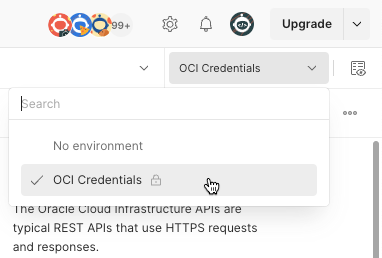 99+
Upgrade
OCI Credentials
Search
No environment
OCI Credentials
The Oracle Cloud Infrastructure APIs are
typical REST APIs that use HTTPS requests
and responses.